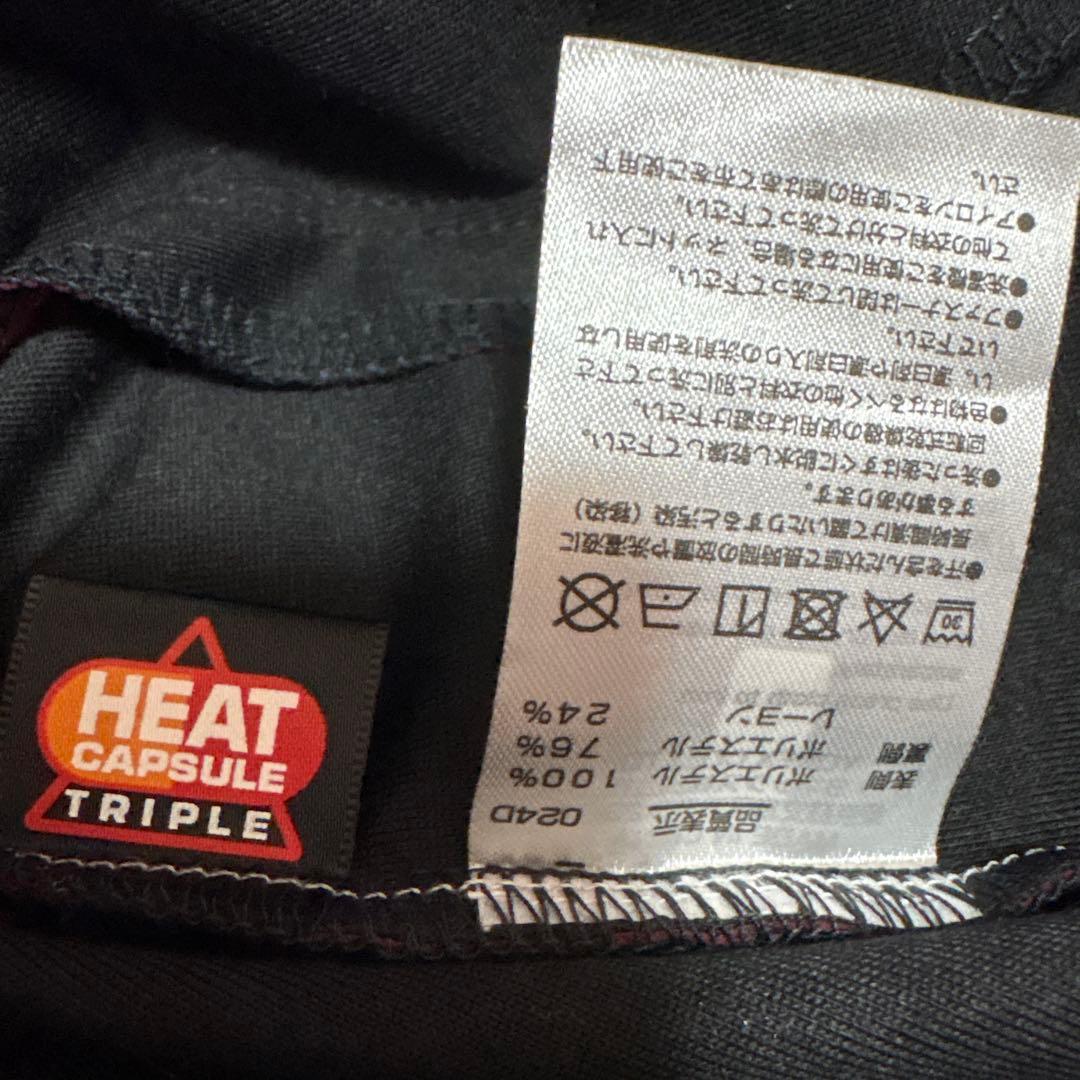 HEAT
CAPSULE
TRIPLE
品質表示 024D
表側 ポリエステル 100%
裏側 ポリエステル 76%
レーヨン 24%
30
●汗を含んだ状態で長時間の放置や洗濯液に
長時間漬けて置いたりすると汚染（移染）
する事があります。
●洗った後はすぐに脱水し乾燥して下さい。
回転式乾燥機の使用はお避け下さい。
●色物はなるべく他の衣料と別に洗って下さ
い。漂白剤や漂白剤入りの洗剤を使用しな
いで下さい。
●ファスナーは閉じて洗って下さい。
●洗濯機をご使用になる場合、ネットに入れ
て他の衣料と分けて洗って下さい。
●アイロンをご使用の際はあて布をご使用下
さい。